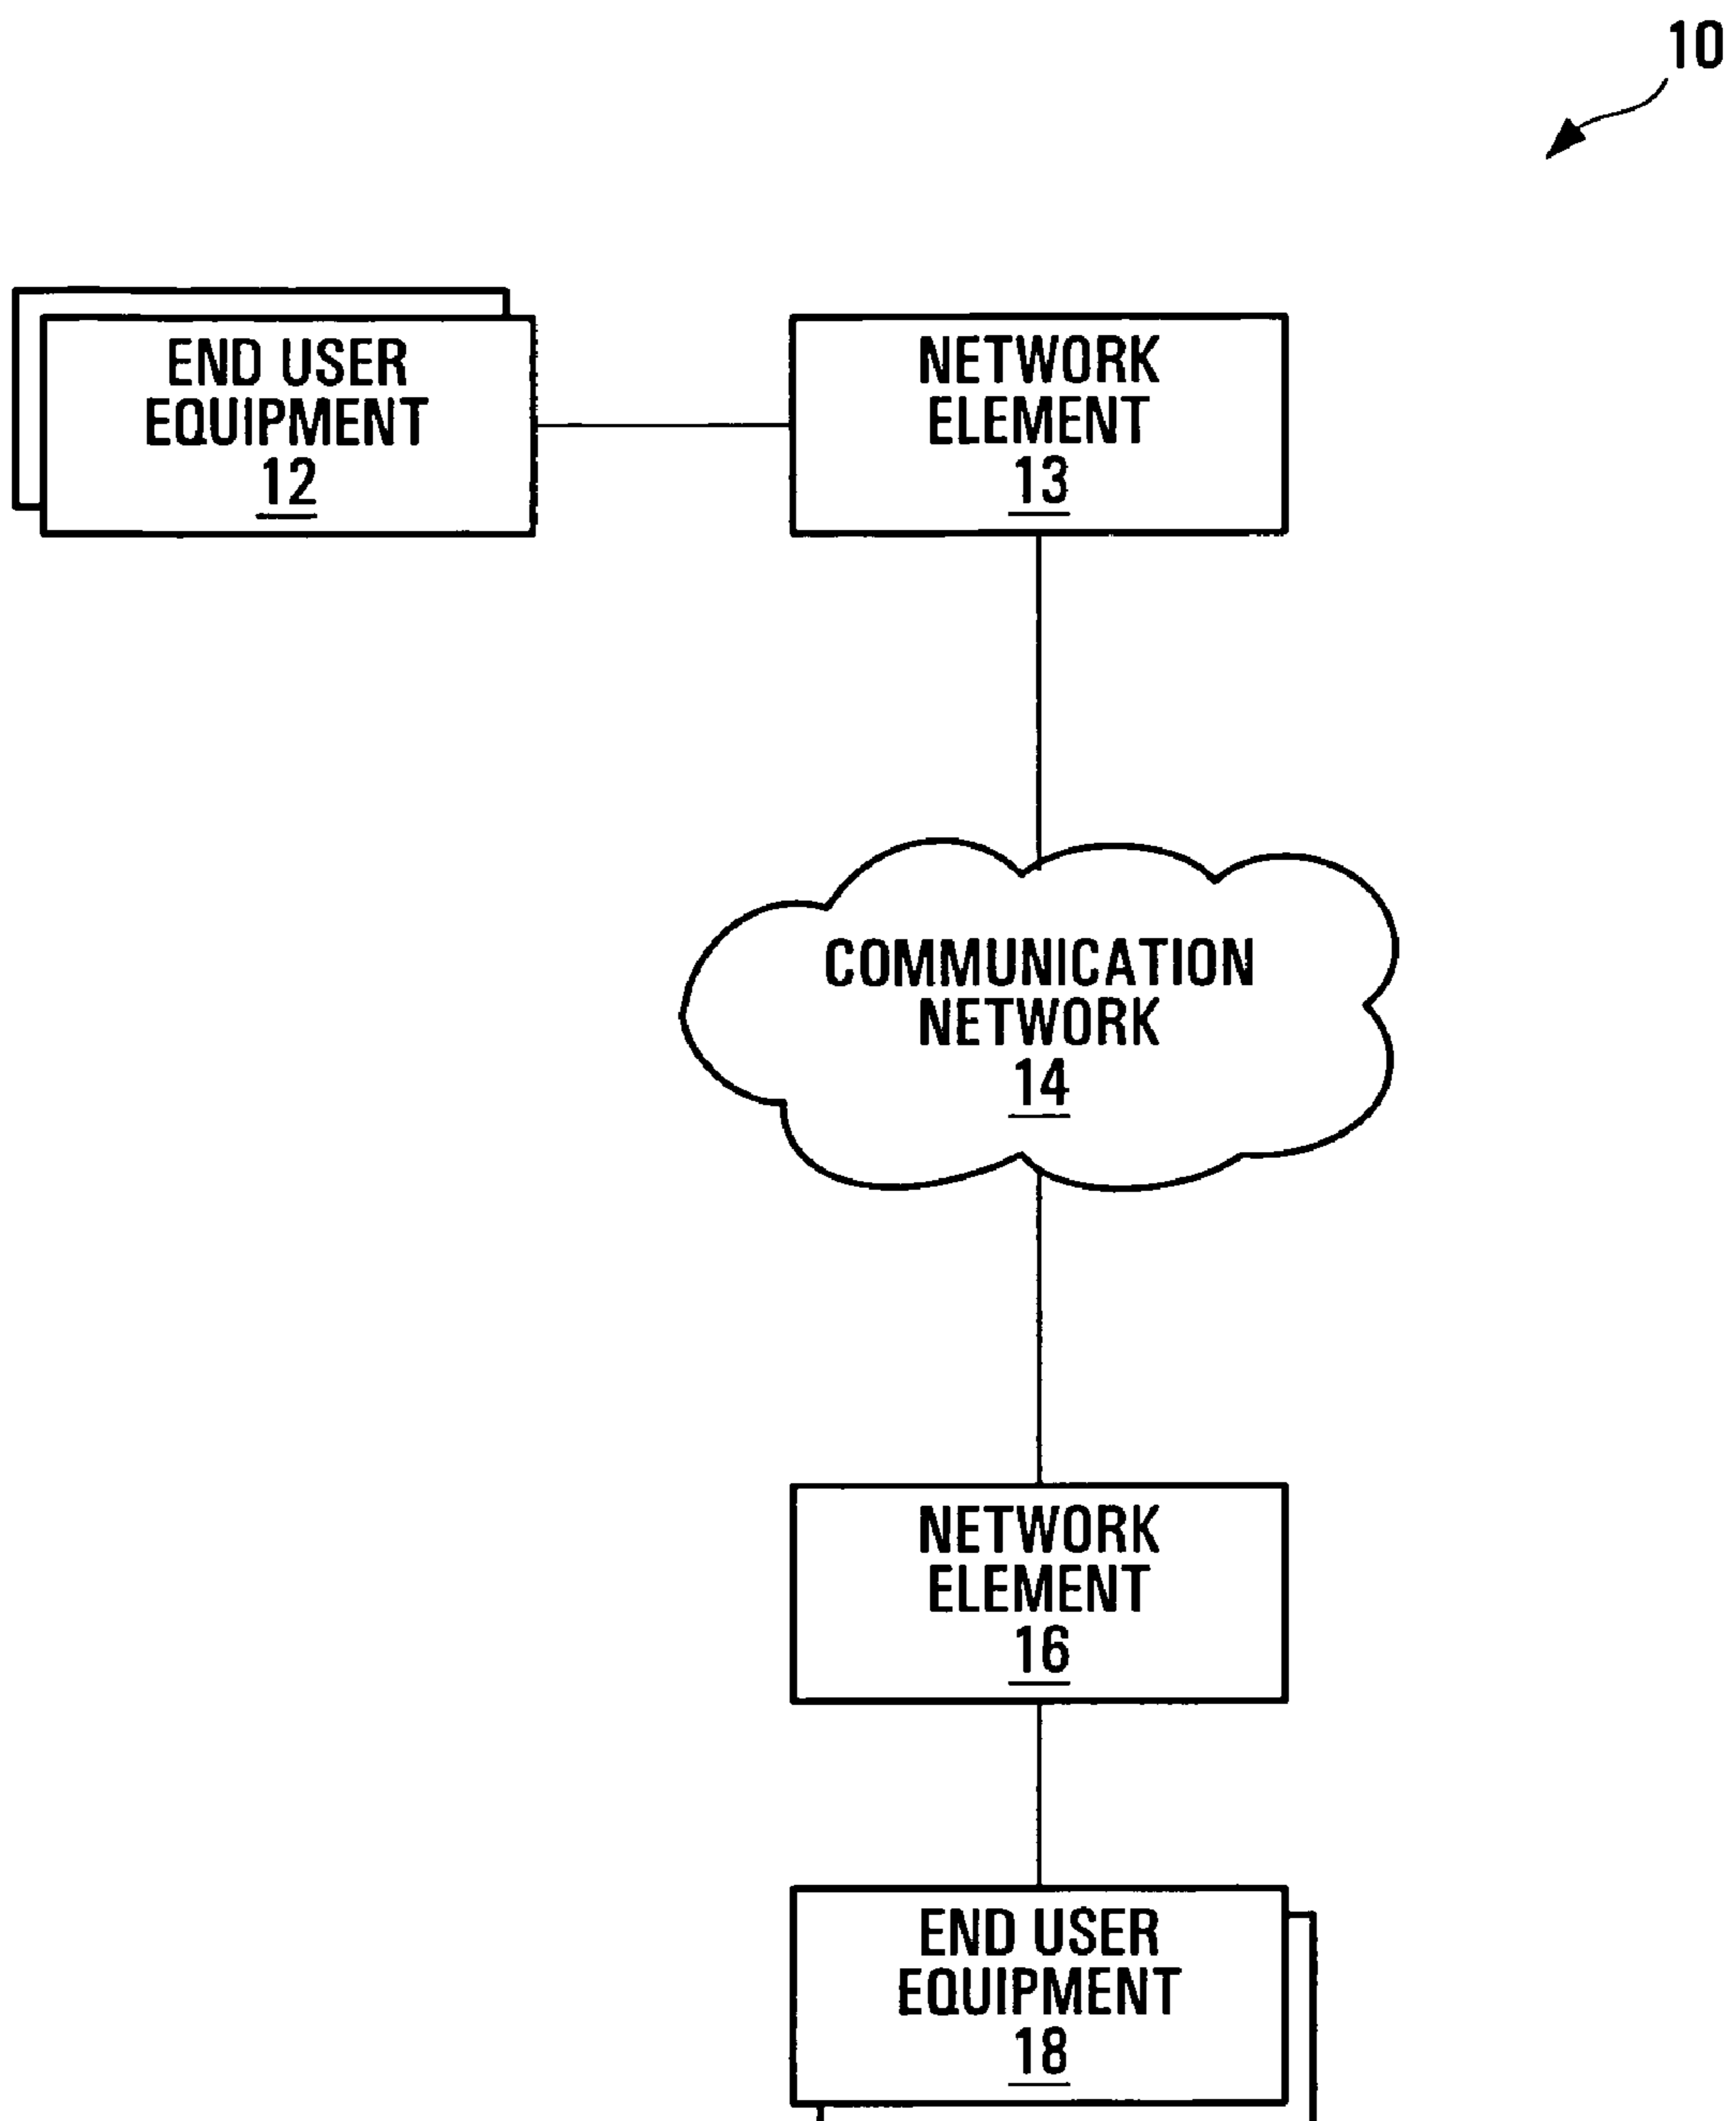 10
END USER
EQUIPMENT
12
NETWORK
ELEMENT
13
COMMUNICATION
NETWORK
14
NETWORK
ELEMENT
16
END USER
EQUIPMENT
18